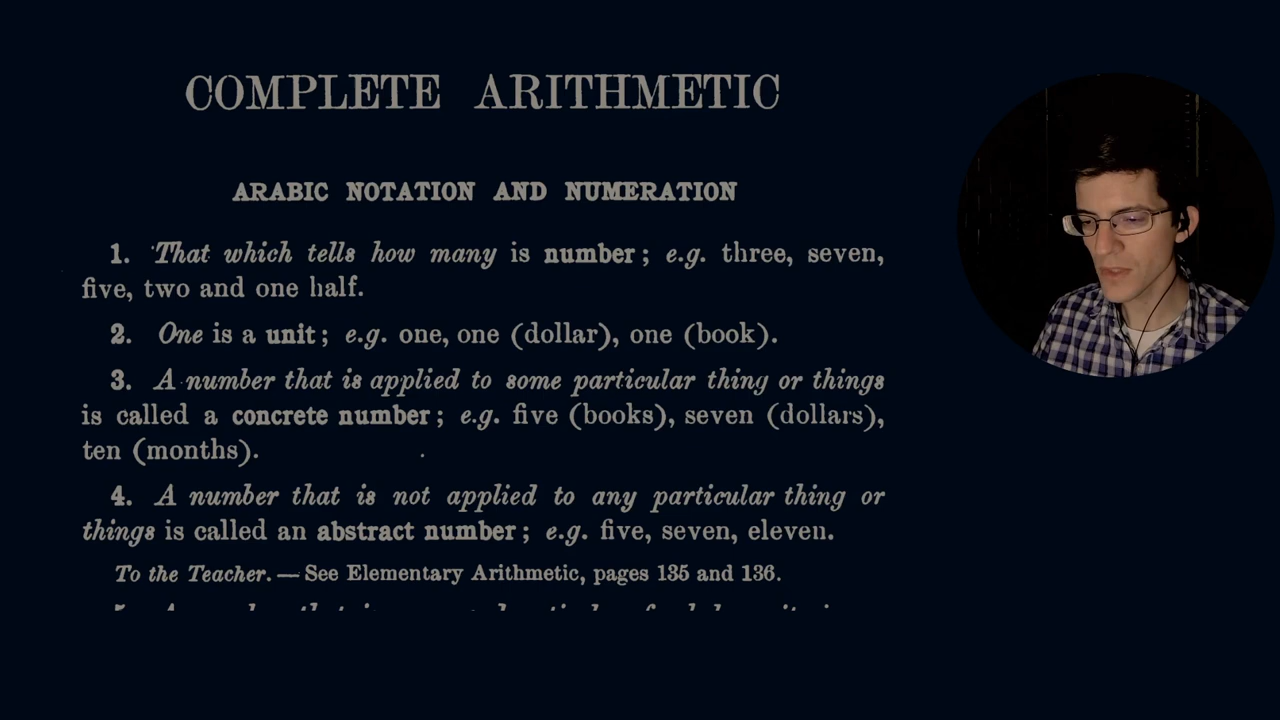 COMPLETE ARITHMETIC
ARABIC NOTATION AND NUMERATION
1. That which tells how many is number; e.g. three, seven,
five, two and one half.
2. One is a unit; e.g. one, one (dollar), one (book).
3. A number that is applied to some particular thing or things
is called a concrete number; e.g. five (books), seven (dollars),
ten (months).
4. A number that is not applied to any particular thing or
things is called an abstract number; e.g. five, seven, eleven.
To the Teacher. — See Elementary Arithmetic, pages 135 and 136.